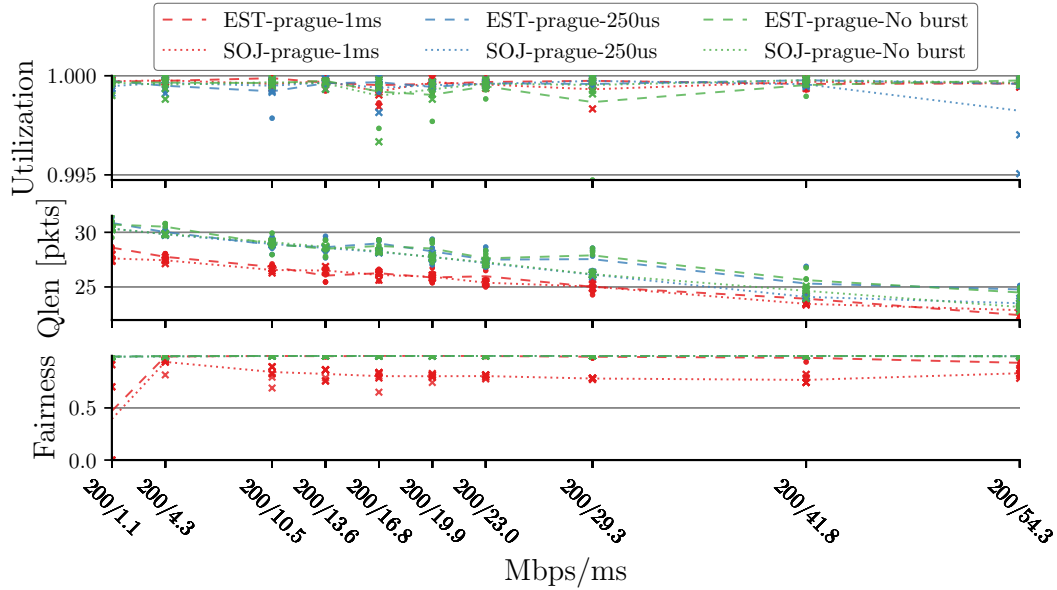 EST-prague-1ms EST-prague-250us EST-prague-No burst
SOJ-prague-1ms SOJ-prague-250us SOJ-prague-No burst
Utilization
1.000
0.995
Qlen [pkts]
30
25
Fairness
0.5
0.0
200/1.1 200/4.3 200/10.5 200/13.6 200/16.8 200/19.9 200/23.0 200/29.3 200/41.8 200/54.3
Mbps/ms